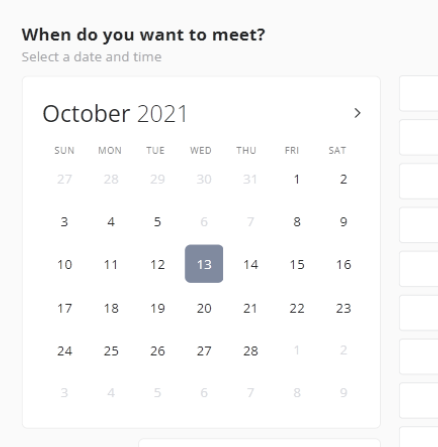 When do you want to meet?
Select a date and time
October 2021
SUN MON TUE WED THU FRI SAT
27 28 29 30 31 1 2
3 4 5 6 7 8 9
10 11 12 13 14 15 16
17 18 19 20 21 22 23
24 25 26 27 28 1 2
3 4 5 6 7 8 9